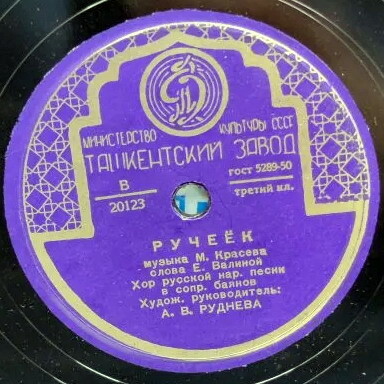 МИНИСТЕРСТВО КУЛЬТУРЫ СССР
ТАШКЕНТСКИЙ ЗАВОД
В
20123
гост 5289-50
третий кл.
РУЧЕЁК
музыка М. Красева
слова Е. Валиной
Хор русской нар. песни
в сопр. баянов
Худож. руководитель:
А. В. РУДНЕВА